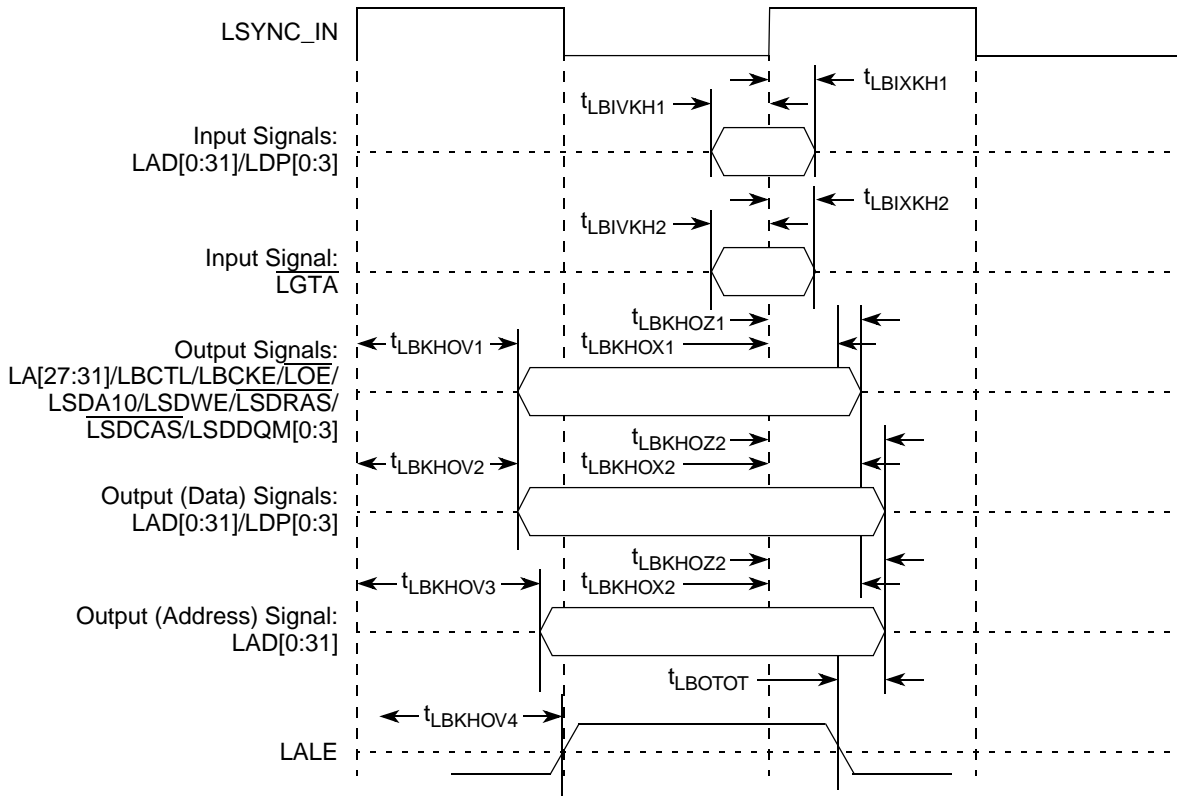 LSYNC_IN
tLBIXKH1
tLBIVKH1
Input Signals:
LAD[0:31]/LDP[0:3]
tLBIXKH2
tLBIVKH2
Input Signal:
LGTA
tLBKHOZ1
tLBKHOV1
tLBKHOX1
Output Signals:
LA[27:31]/LBCTL/LBCKE/LOE/
LSDA10/LSDWE/LSDRAS/
LSDCAS/LSDDQM[0:3]
tLBKHOZ2
tLBKHOV2
tLBKHOX2
Output (Data) Signals:
LAD[0:31]/LDP[0:3]
tLBKHOZ2
tLBKHOV3
tLBKHOX2
Output (Address) Signal:
LAD[0:31]
tLBOTOT
tLBKHOV4
LALE